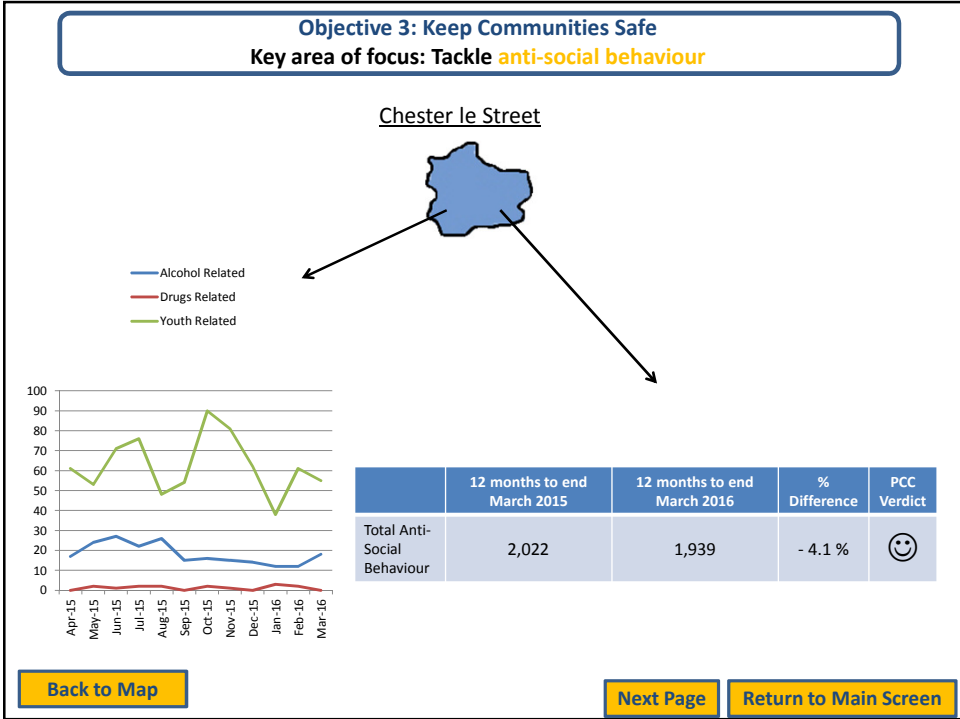 Objective 3: Keep Communities Safe
Key area of focus: Tackle anti-social behaviour
Chester le Street
Alcohol Related
Drugs Related
Youth Related
100
90
80
70
60
50
40
30
20
10
0
Apr-15
May-15
Jun-15
Jul-15
Aug-15
Sep-15
Oct-15
Nov-15
Dec-15
Jan-16
Feb-16
Mar-16
12 months to end
March 2015
12 months to end
March 2016
%
Difference
PCC
Verdict
Total Anti-
Social
Behaviour
2,022
1,939
- 4.1 %
Back to Map
Next Page
Return to Main Screen